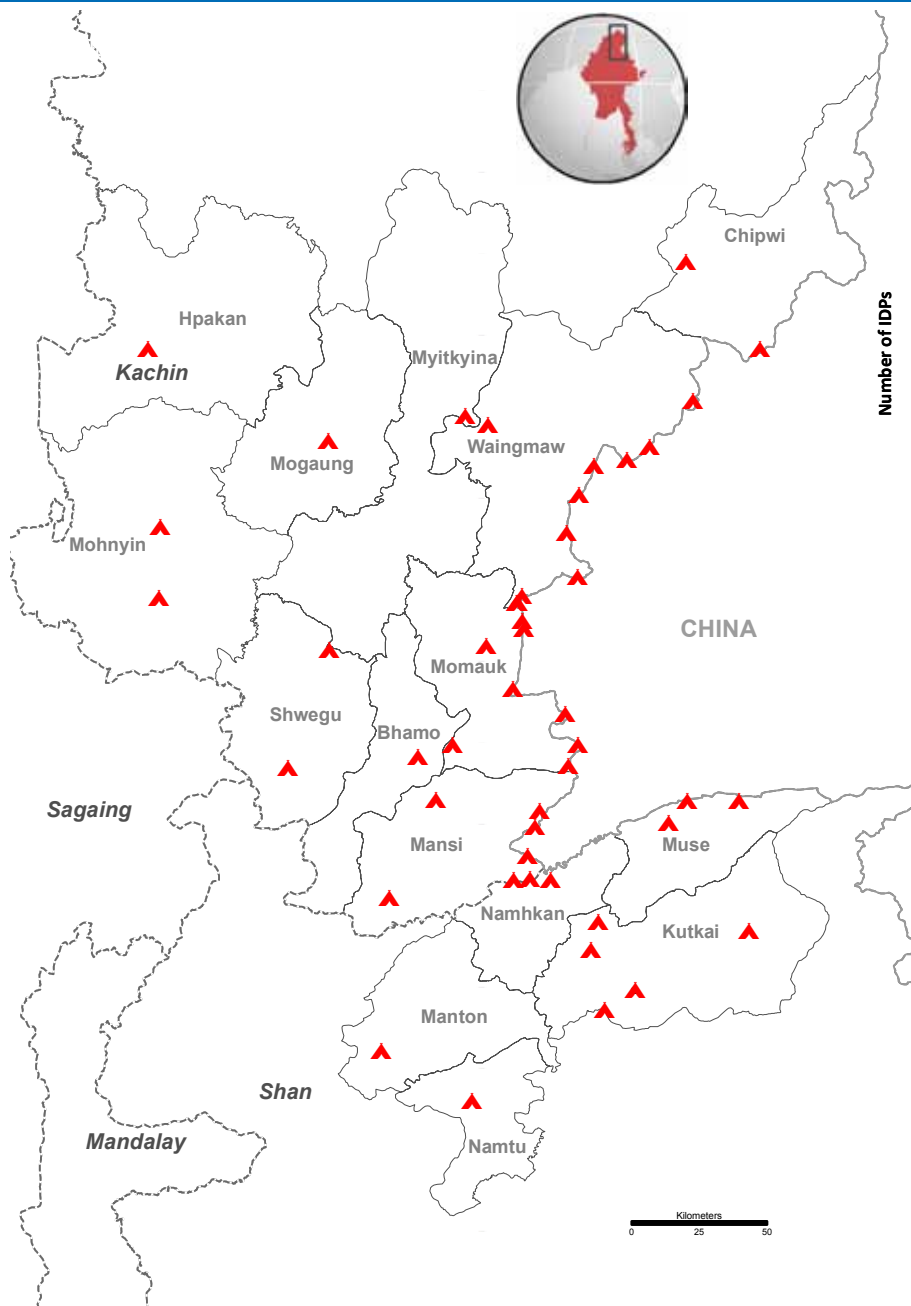 Chipwi
Number of IDPs
Hpakan
Kachin
Myitkyina
Waingmaw
Mogaung
Mohnyin
CHINA
Momauk
Shwegu
Bhamo
Sagaing
Mansi
Muse
Namhkan
Kutkai
Manton
Shan
Mandalay
Namtu
Kilometers
0 25 50